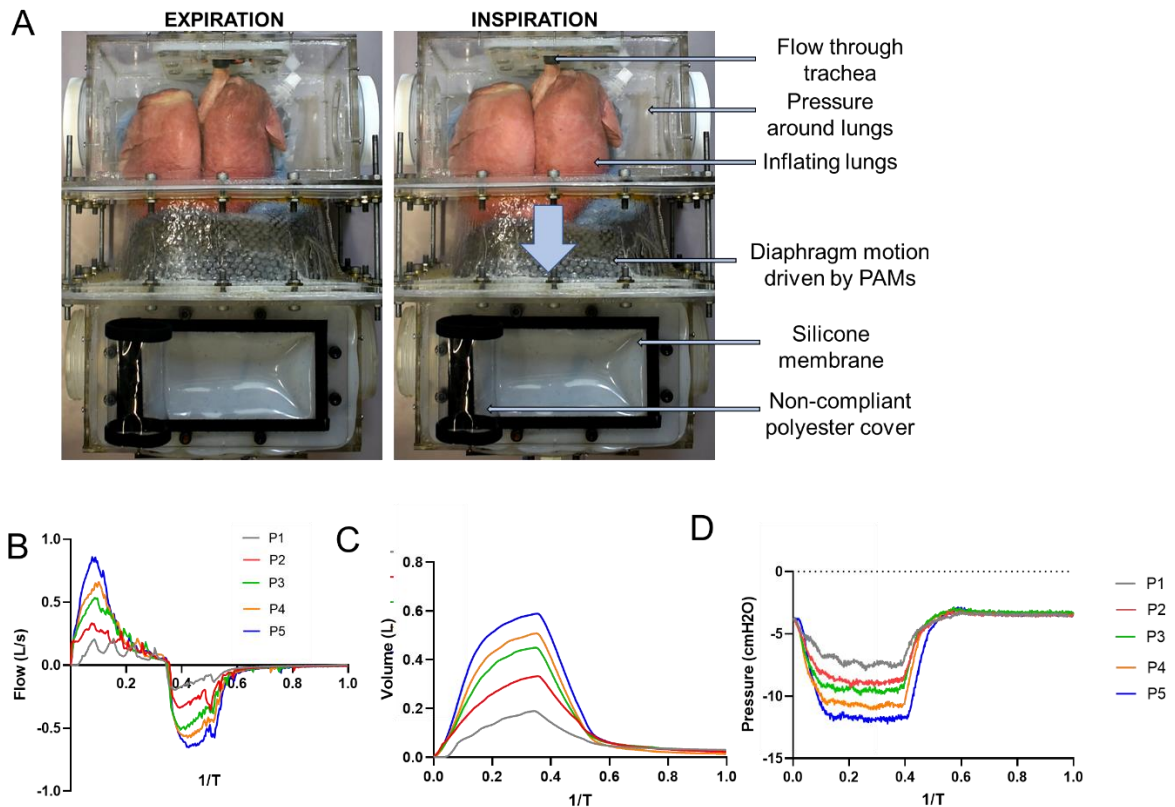 A
EXPIRATION
INSPIRATION
Flow through
trachea
Pressure
around lungs
Inflating lungs
Diaphragm motion
driven by PAMs
Silicone
membrane
Non-compliant
polyester cover
B
1.0
0.5
0.0
-0.5
-1.0
Flow (L/s)
0.2
0.4
0.6
0.8
1.0
1/T
P1
P2
P3
P4
P5
C
0.8
0.6
0.4
0.2
0.0
Volume (L)
0.0
0.2
0.4
0.6
0.8
1.0
1/T
D
0
-5
-10
-15
Pressure (cmH2O)
0.0
0.2
0.4
0.6
0.8
1.0
1/T
P1
P2
P3
P4
P5